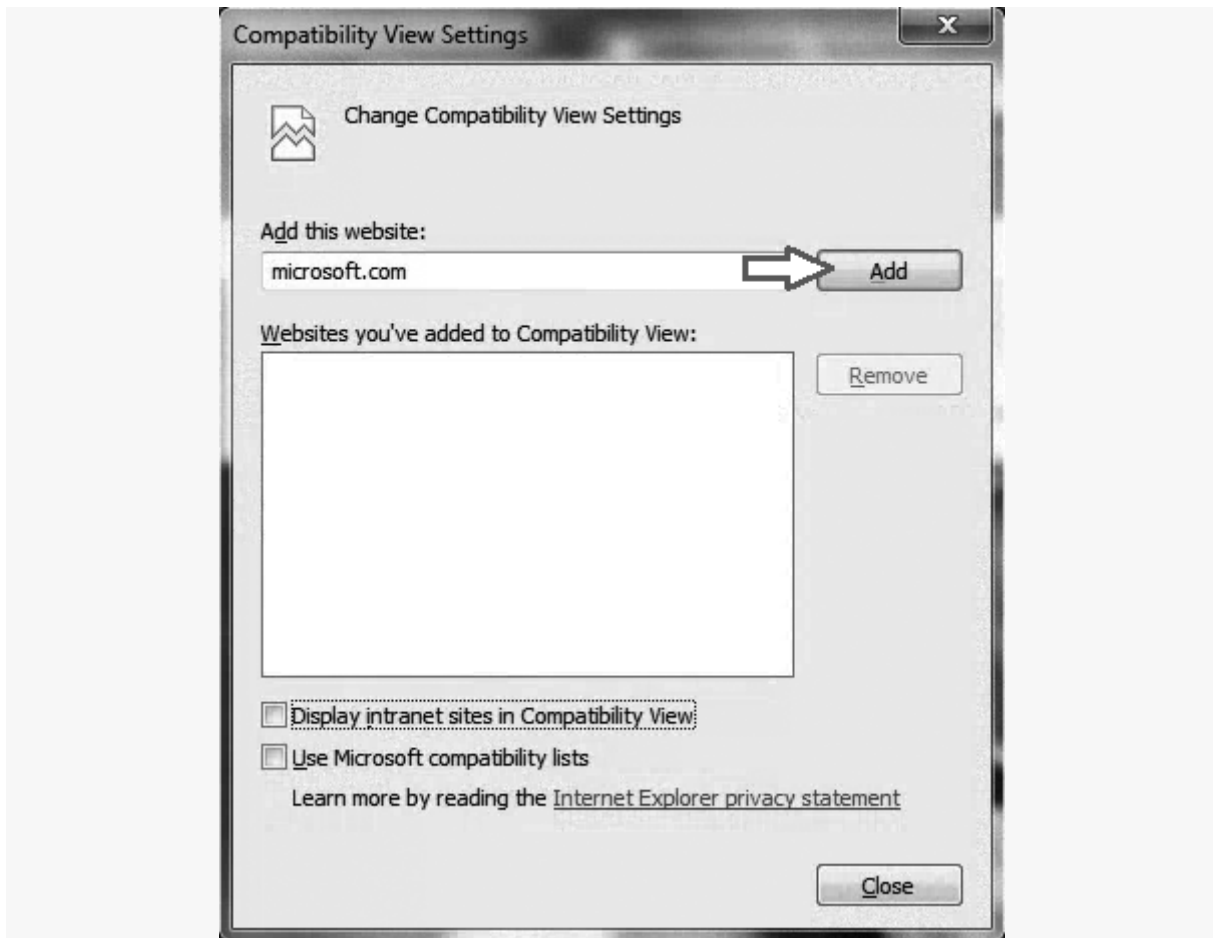 Compatibility View Settings
Change Compatibility View Settings
Add this website:
microsoft.com
Add
Websites you've added to Compatibility View:
Remove
Display intranet sites in Compatibility View
Use Microsoft compatibility lists
Learn more by reading the Internet Explorer privacy statement
Close